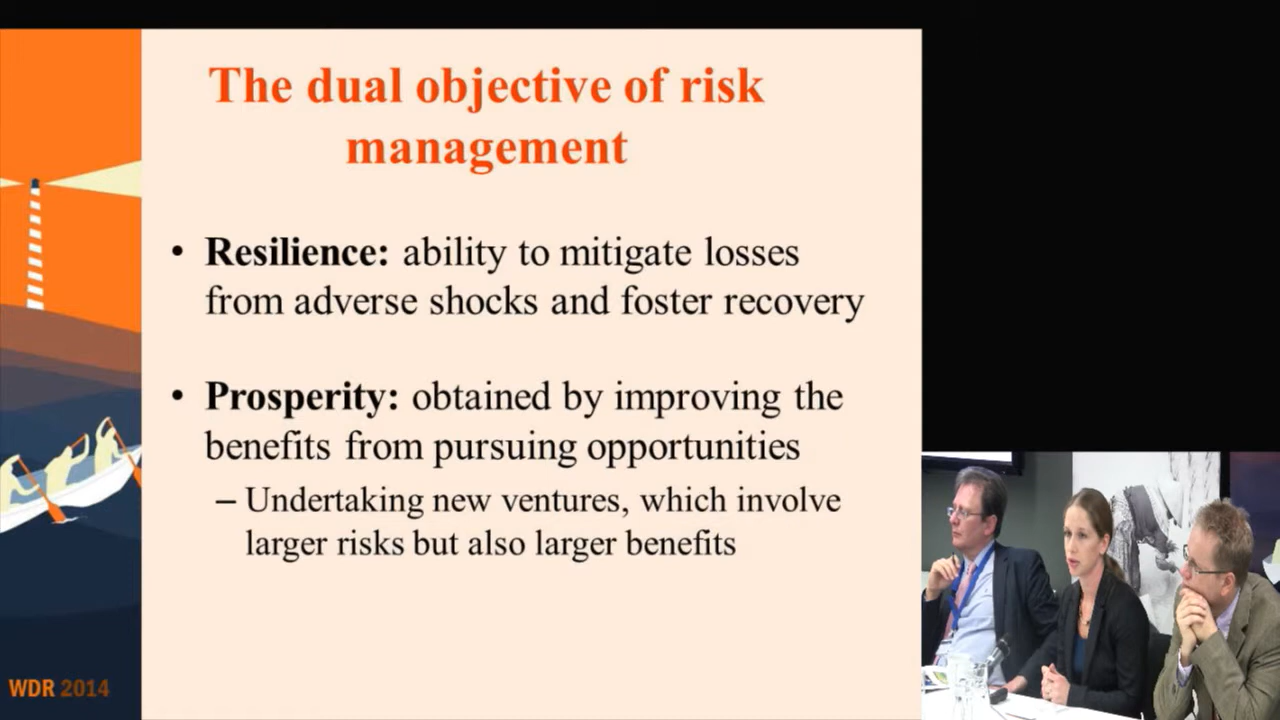 The dual objective of risk
management
• Resilience: ability to mitigate losses
from adverse shocks and foster recovery
• Prosperity: obtained by improving the
benefits from pursuing opportunities
– Undertaking new ventures, which involve
larger risks but also larger benefits
WDR 2014